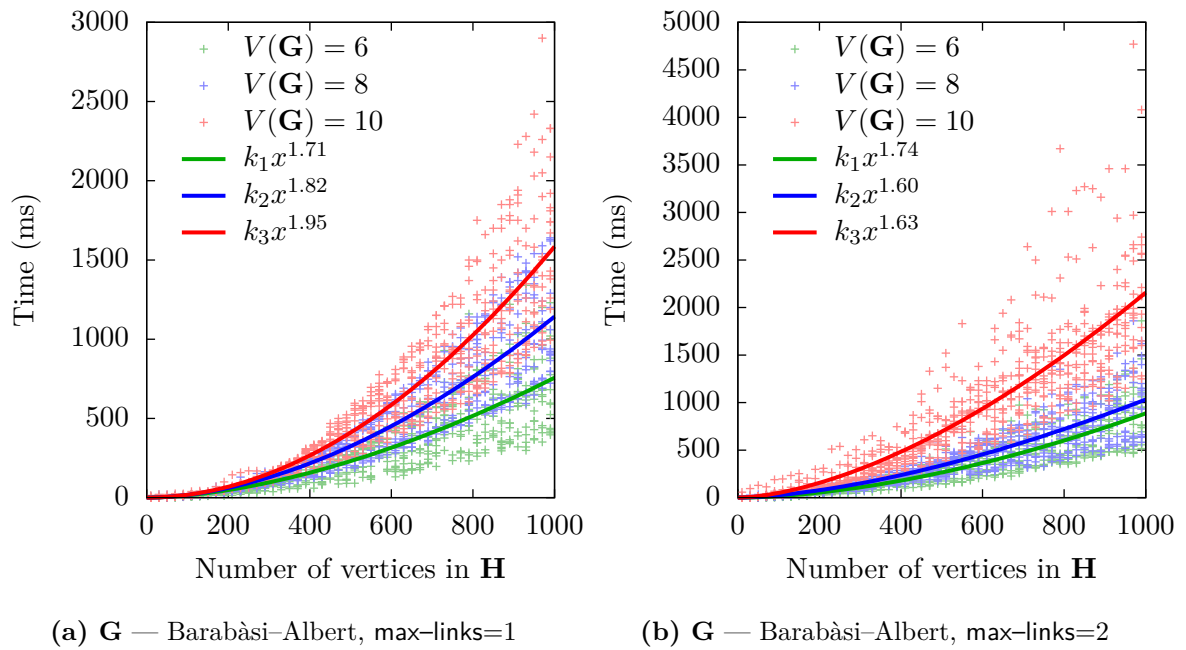 3000
2500
2000
1500
1000
500
0
0 200 400 600 800 1000
Time (ms)
Number of vertices in H
V(G) = 6
V(G) = 8
V(G) = 10
k₁x^1.71
k₂x^1.82
k₃x^1.95
(a) G — Barabàsi–Albert, max–links=1
5000
4500
4000
3500
3000
2500
2000
1500
1000
500
0
0 200 400 600 800 1000
Time (ms)
Number of vertices in H
V(G) = 6
V(G) = 8
V(G) = 10
k₁x^1.74
k₂x^1.60
k₃x^1.63
(b) G — Barabàsi–Albert, max–links=2